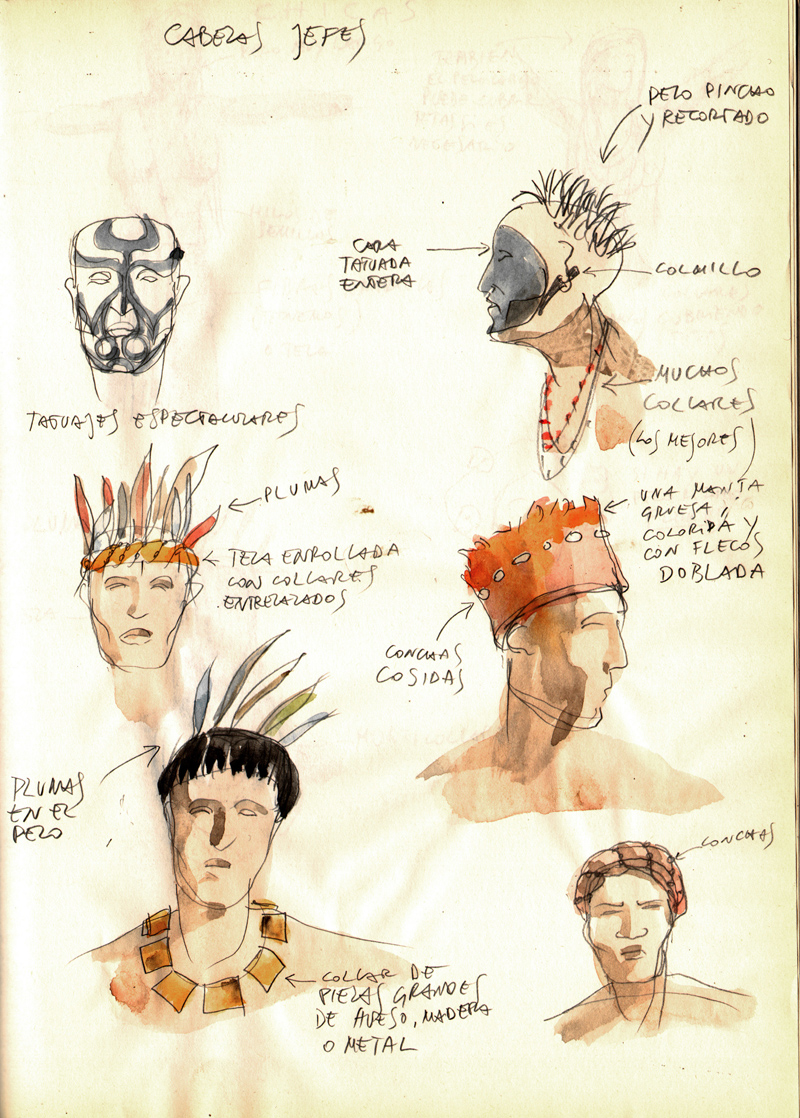 CABEZAS JEFES
PELO PINCHO
Y RECORTADO
CARA
TATUADA
ENTERA
COLMILLO
TATUAJES ESPECTACULARES
MUCHOS
COLLARES
(LOS MEJORES)
PLUMAS
TELA ENROLLADA
CON COLLARES
ENTRELAZADOS
UNA MANTA
GRUESA,
COLORIDA Y
CON FLECOS
DOBLADA
CONCHAS
COSIDAS
PLUMAS
EN EL
PELO
CONCHAS
COLLAR DE
PIEZAS GRANDES
DE HUESO, MADERA
O METAL